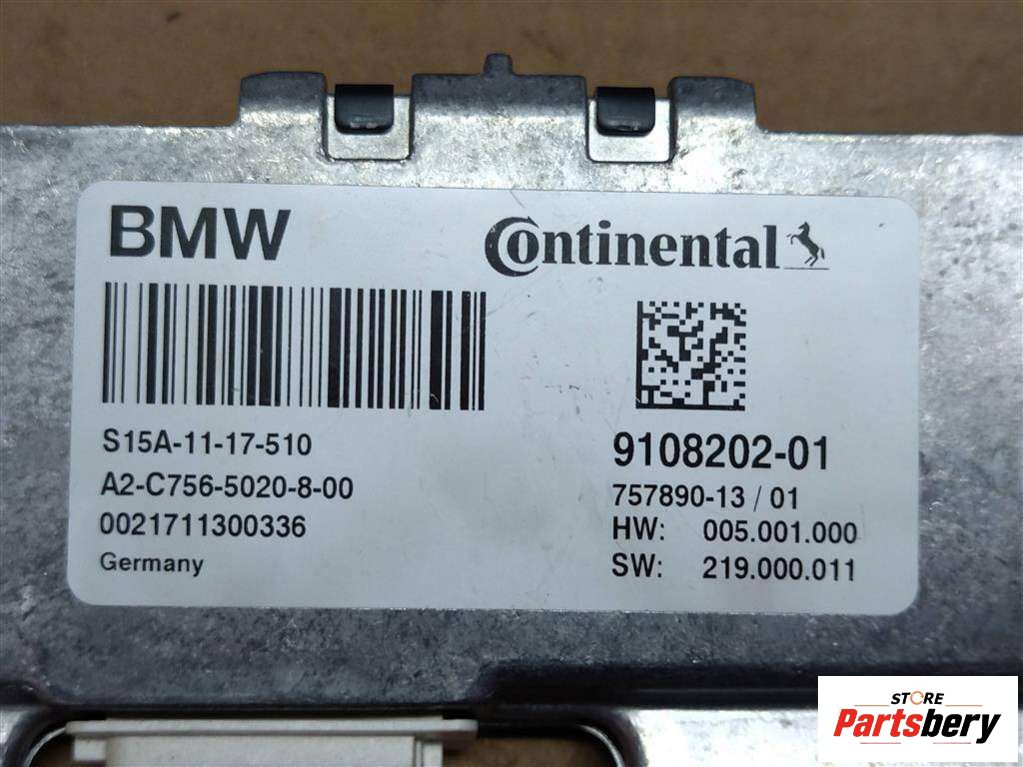 BMW
Continental
S15A-11-17-510
A2-C756-5020-8-00
0021711300336
Germany
9108202-01
757890-13 / 01
HW: 005.001.000
SW: 219.000.011
STORE
Partsbery